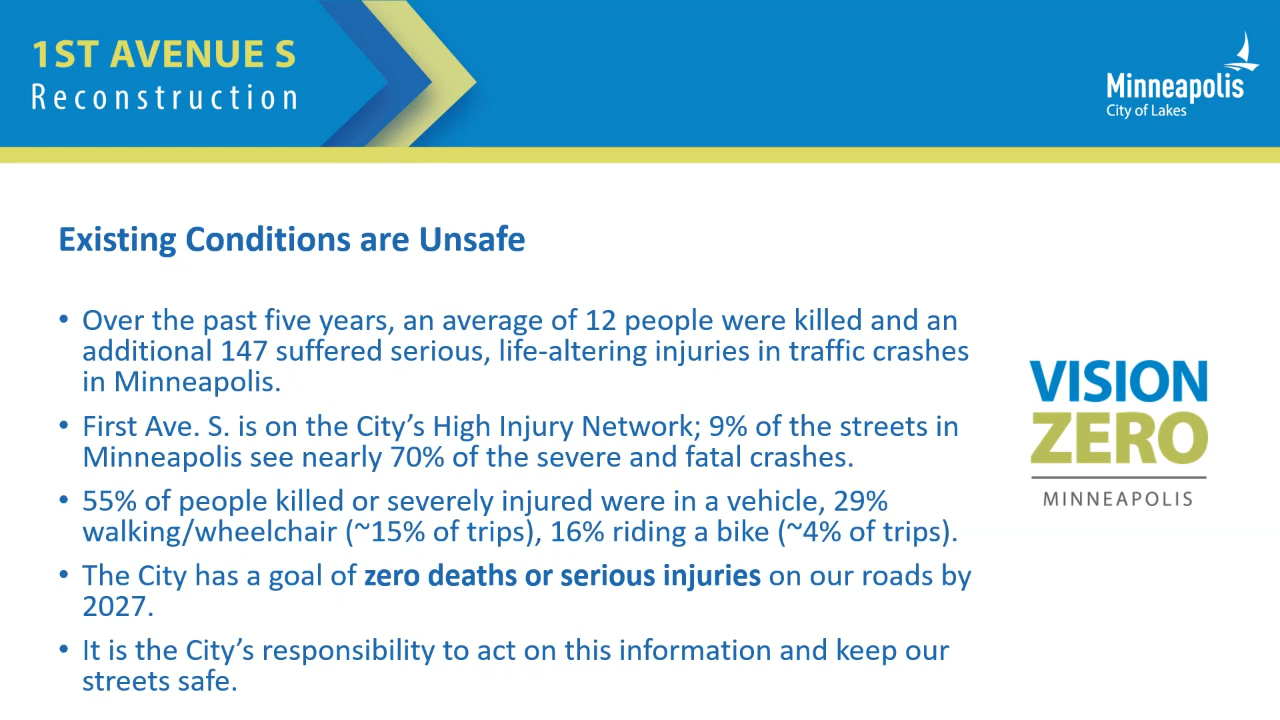 1ST AVENUE S
Reconstruction
Minneapolis
City of Lakes
Existing Conditions are Unsafe
• Over the past five years, an average of 12 people were killed and an
additional 147 suffered serious, life-altering injuries in traffic crashes
in Minneapolis.
• First Ave. S. is on the City’s High Injury Network; 9% of the streets in
Minneapolis see nearly 70% of the severe and fatal crashes.
• 55% of people killed or severely injured were in a vehicle, 29%
walking/wheelchair (~15% of trips), 16% riding a bike (~4% of trips).
• The City has a goal of zero deaths or serious injuries on our roads by
2027.
• It is the City’s responsibility to act on this information and keep our
streets safe.
VISION
ZERO
MINNEAPOLIS